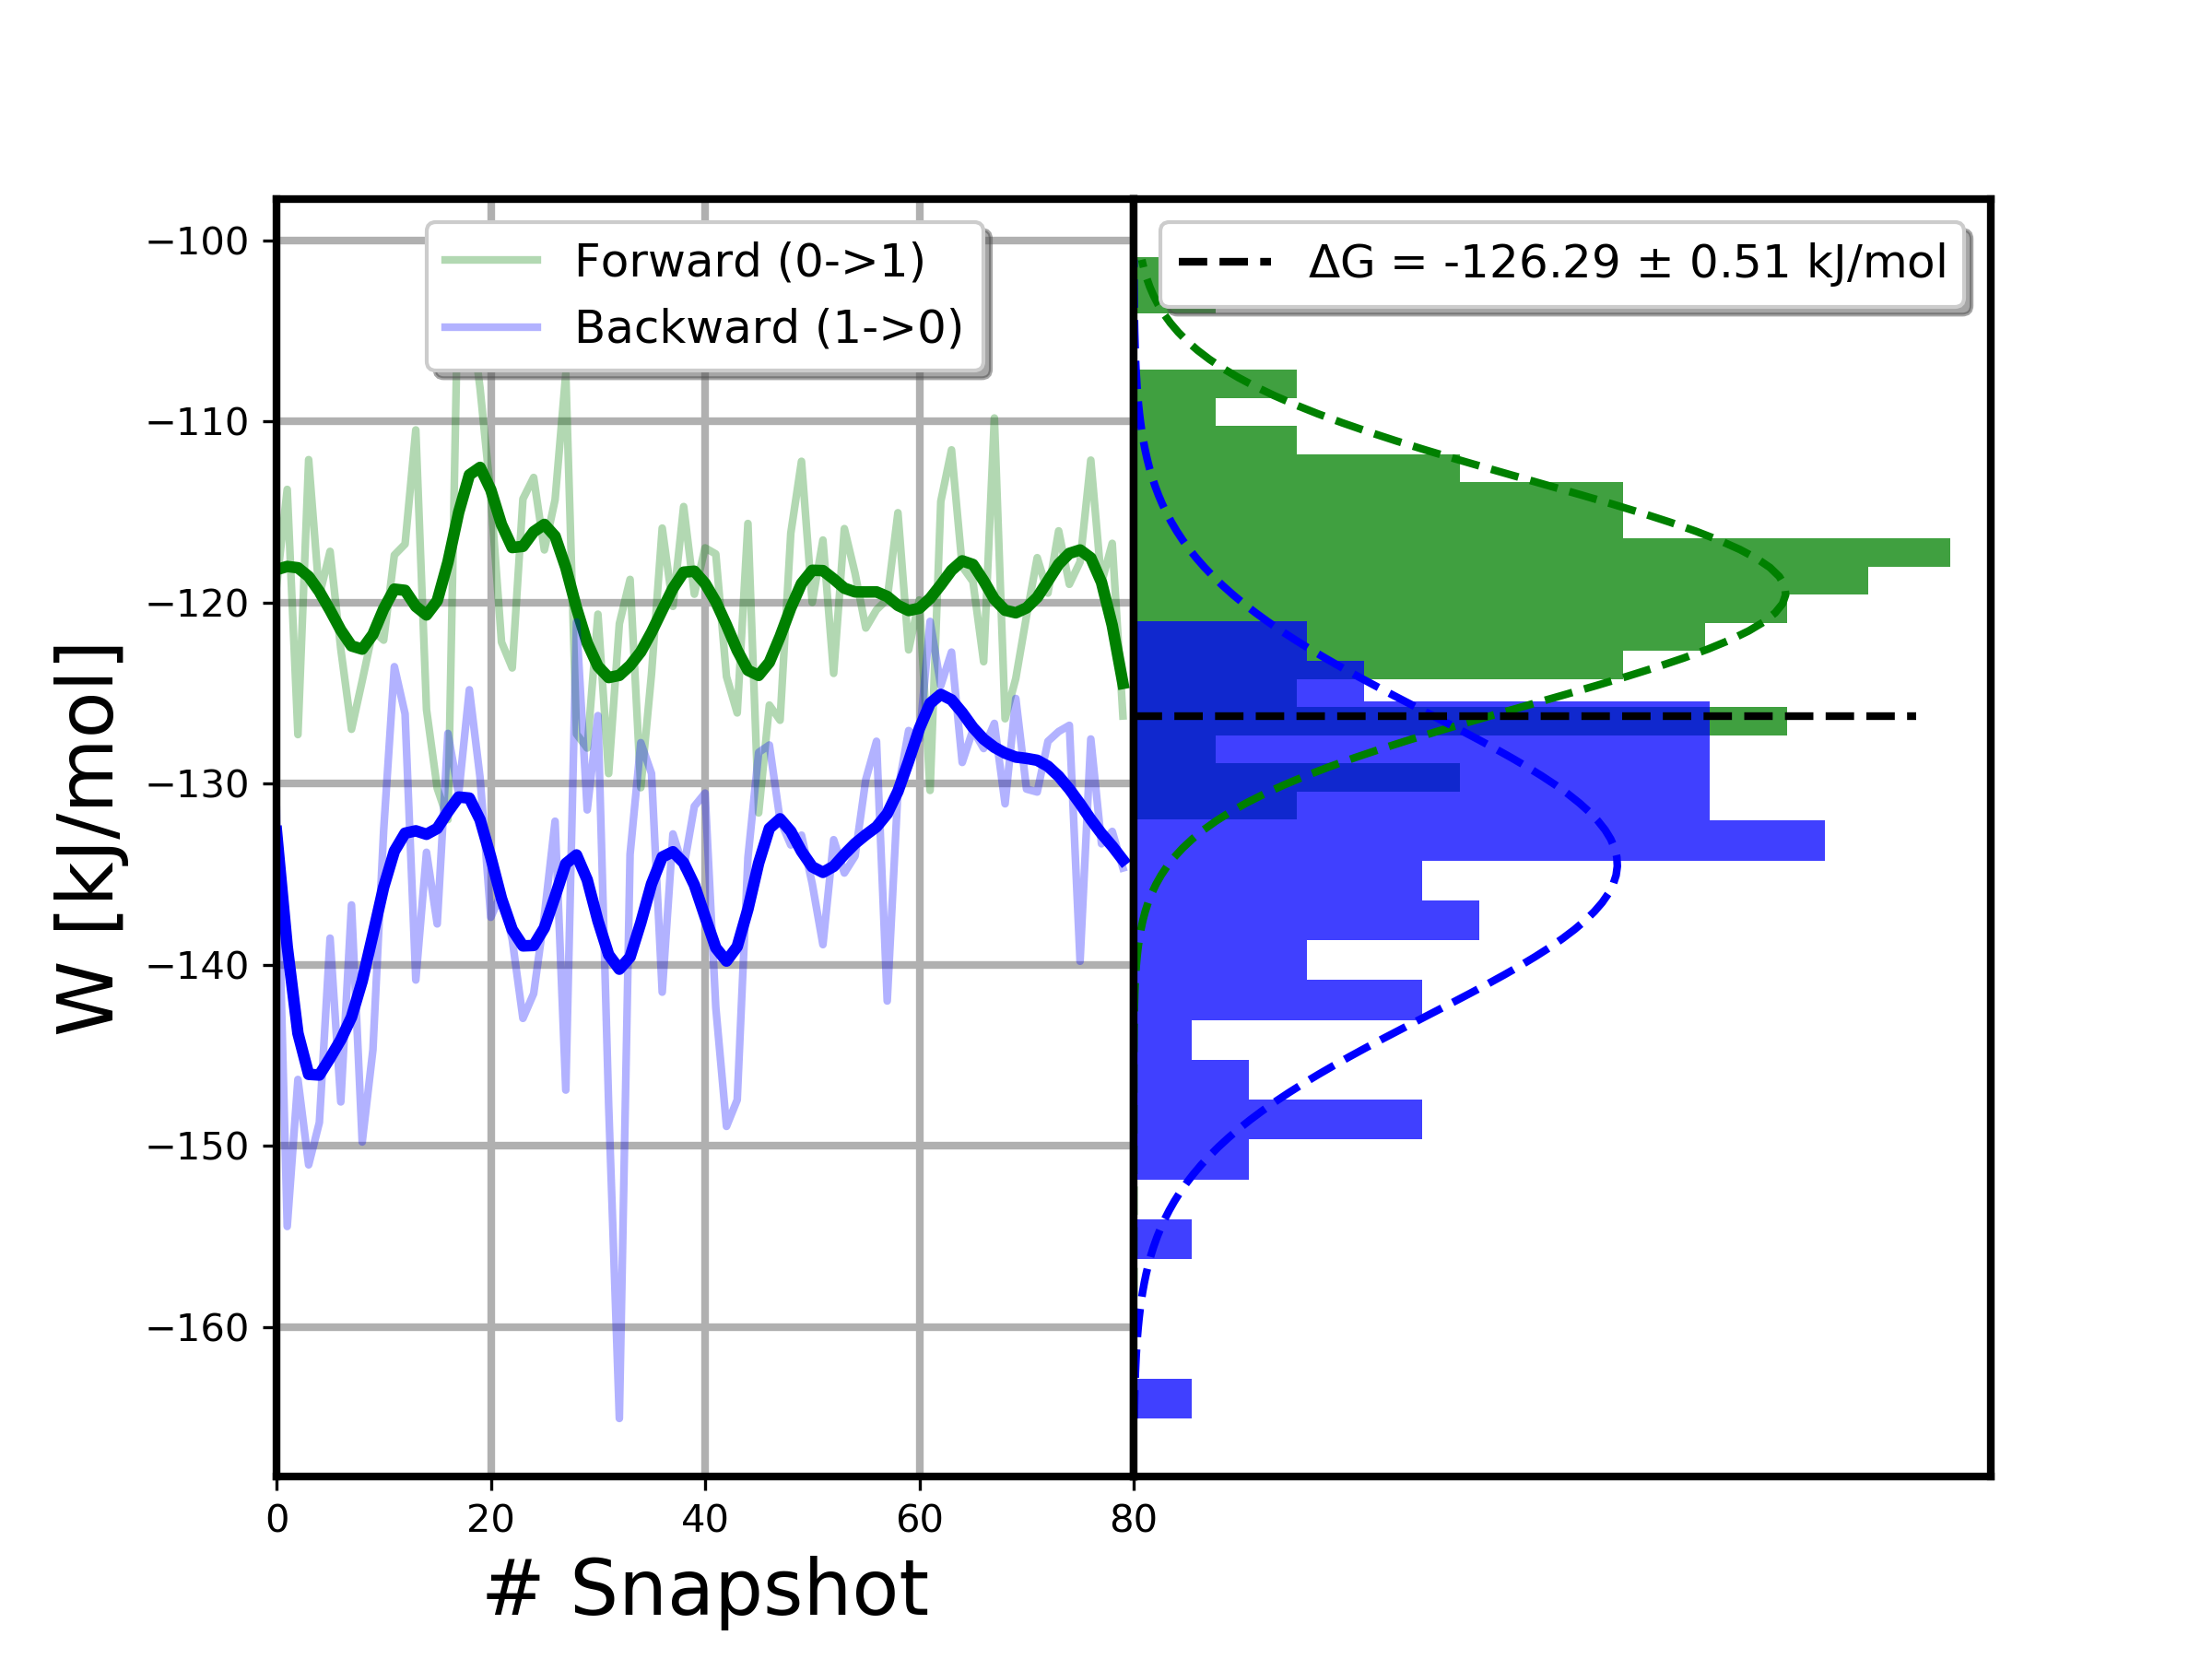 Forward (0->1)
Backward (1->0)
ΔG = -126.29 ± 0.51 kJ/mol
W [kJ/mol]
−100
−110
−120
−130
−140
−150
−160
0 20 40 60 80
# Snapshot